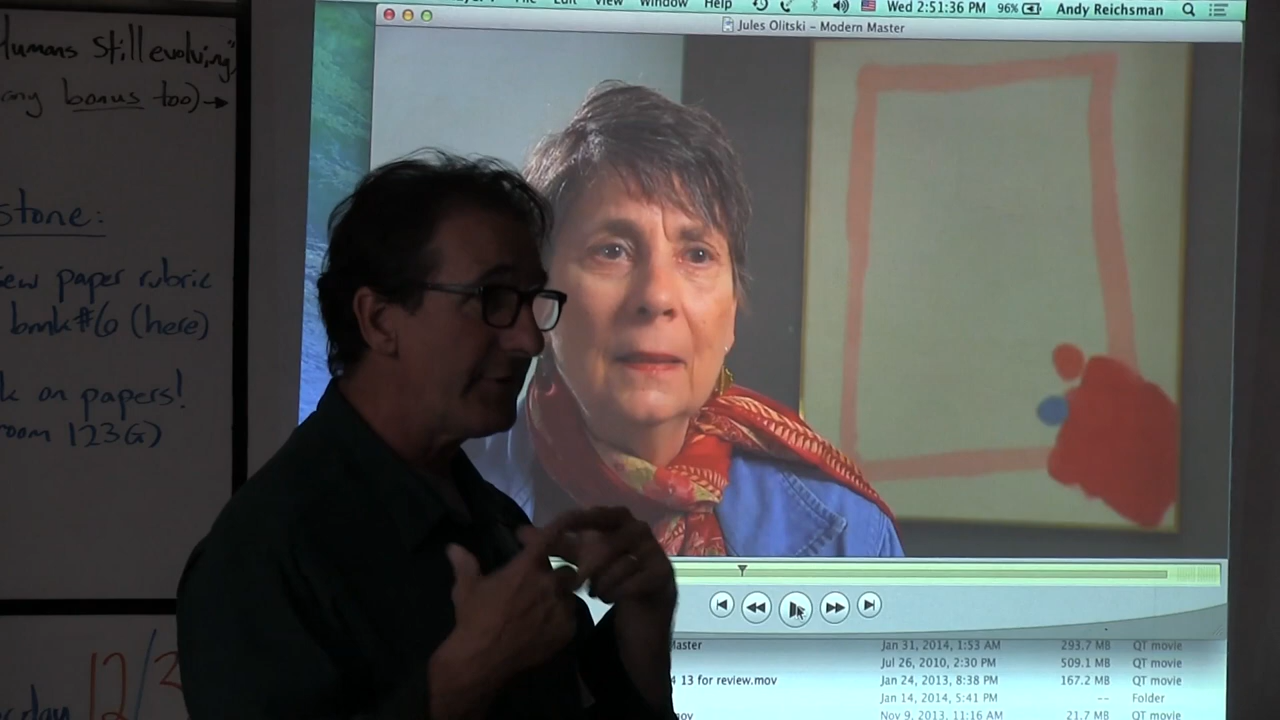 Humans Still evolving,"
bonus too) →
stone:
paper rubric
#6 (here)
on papers!
room 123G)
12/3
Edit View Window Help Wed 2:51:36 PM 96% Andy Reichsman
Jules Olitski – Modern Master
Master Jan 31, 2014, 1:53 AM 293.7 MB QT movie
Jul 26, 2010, 2:30 PM 509.1 MB QT movie
13 for review.mov Jan 24, 2013, 8:38 PM 167.2 MB QT movie
Jan 14, 2014, 5:41 PM -- Folder
Nov 9, 2013, 11:16 AM 21.7 MB QT movie